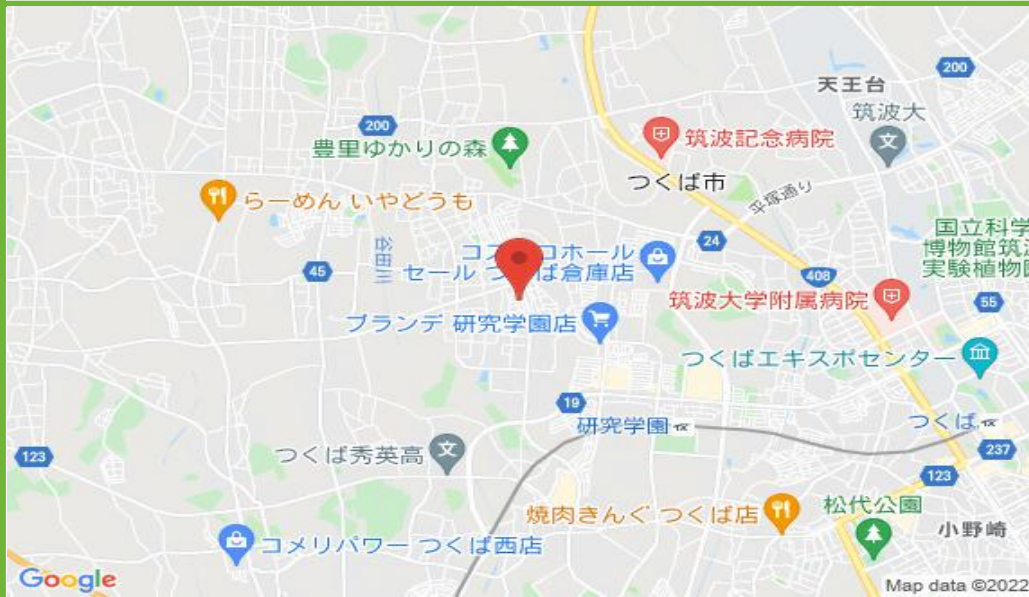 200
天王台
筑波大
200
豊里ゆかりの森
筑波記念病院
つくば市
平塚通り
らーめん いやどうも
谷田川
45
24
セール つくば倉庫店
408
国立科学
実験植物園
筑波大学附属病院
55
ブランデ 研究学園店
つくばエキスポセンター
19
研究学園
つくば
123
つくば秀英高
237
123
焼肉きんぐ つくば店
松代公園
小野崎
コメリパワー つくば西店
Google
Map data ©2022